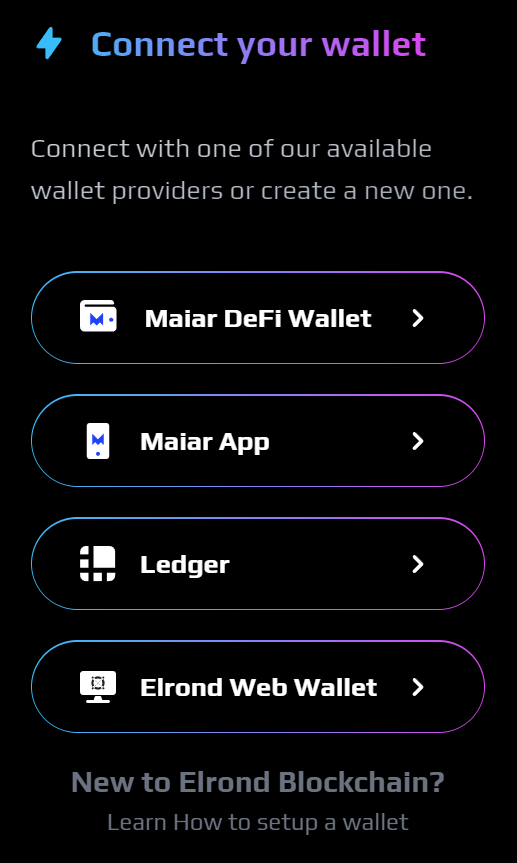 Connect your wallet
Connect with one of our available
wallet providers or create a new one.
Maiar DeFi Wallet
Maiar App
Ledger
Elrond Web Wallet
New to Elrond Blockchain?
Learn How to setup a wallet